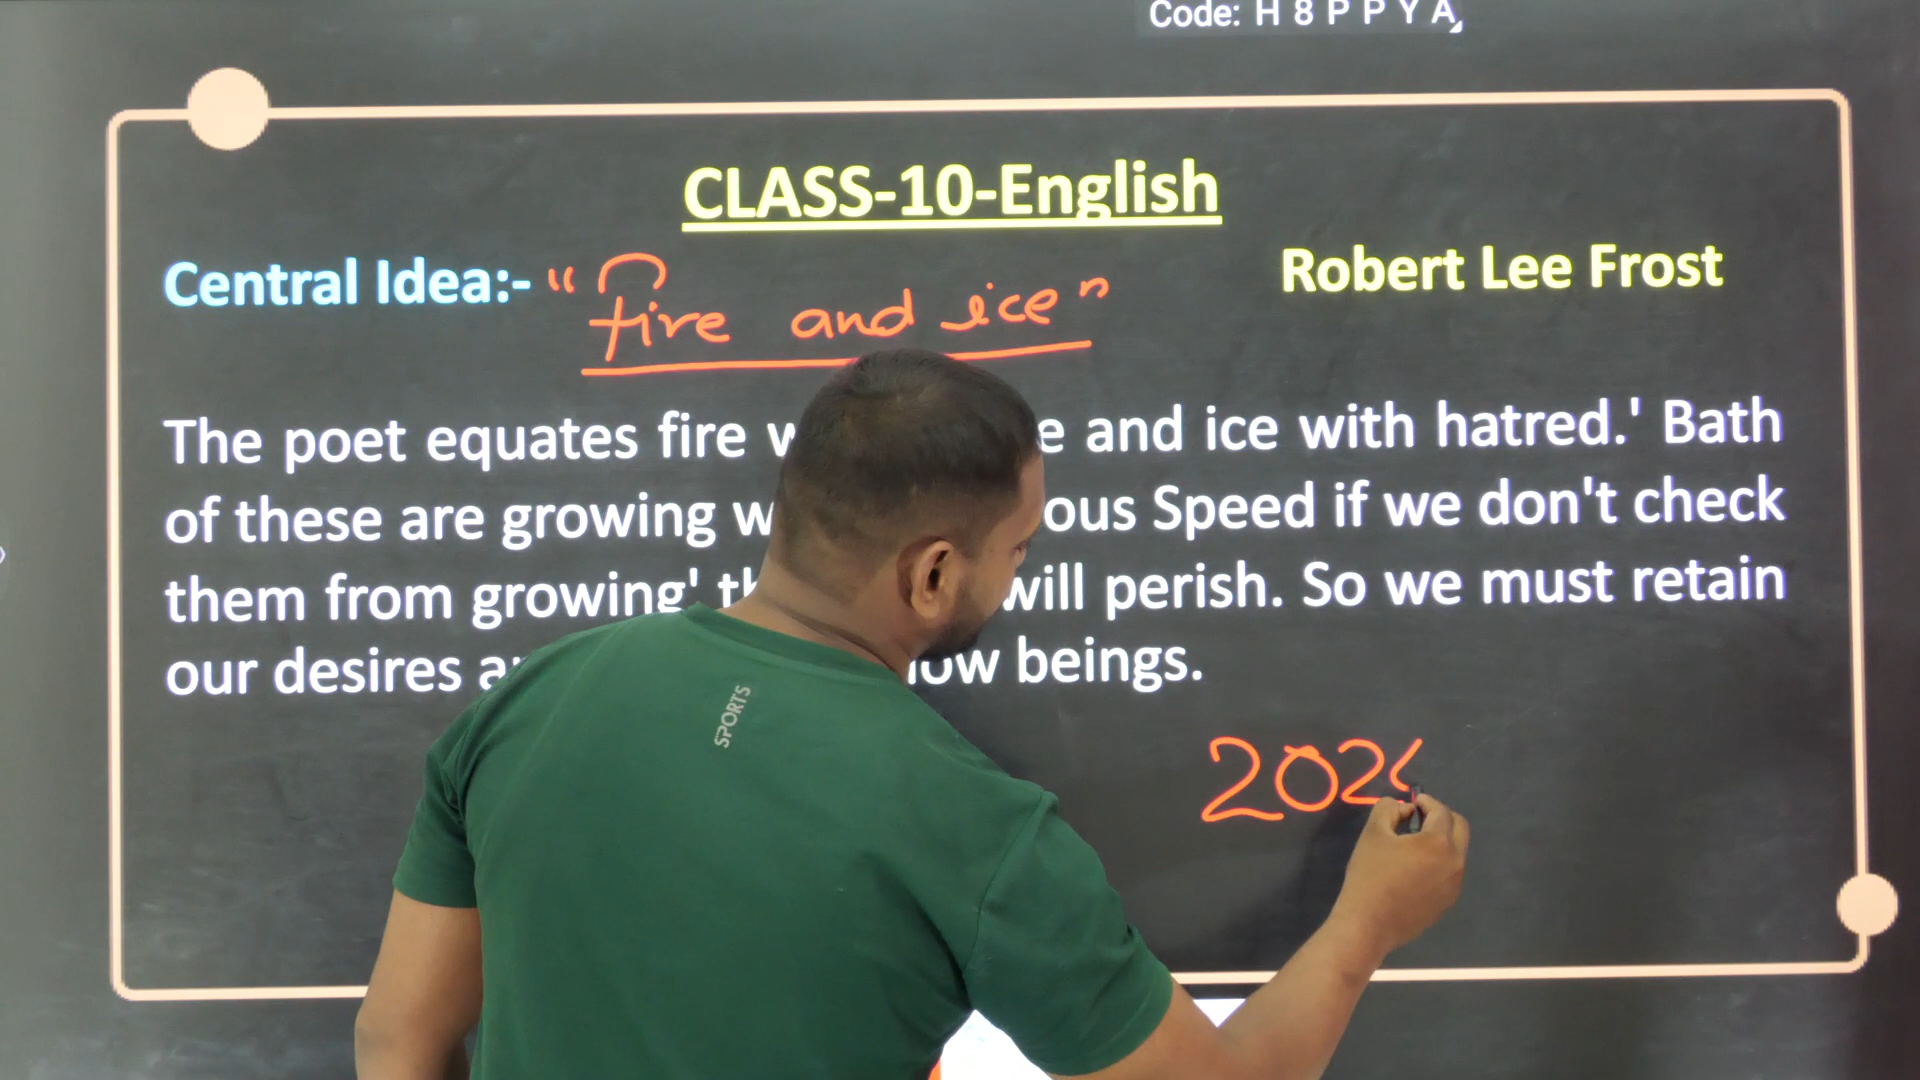 Code: H 8 P P Y A
CLASS-10-English
Central Idea:- "fire and ice" Robert Lee Frost
The poet equates fire and ice with hatred.' Bath
of these are growing Speed if we don't check
them from growing' will perish. So we must retain
our desires beings.
SPORTS
202